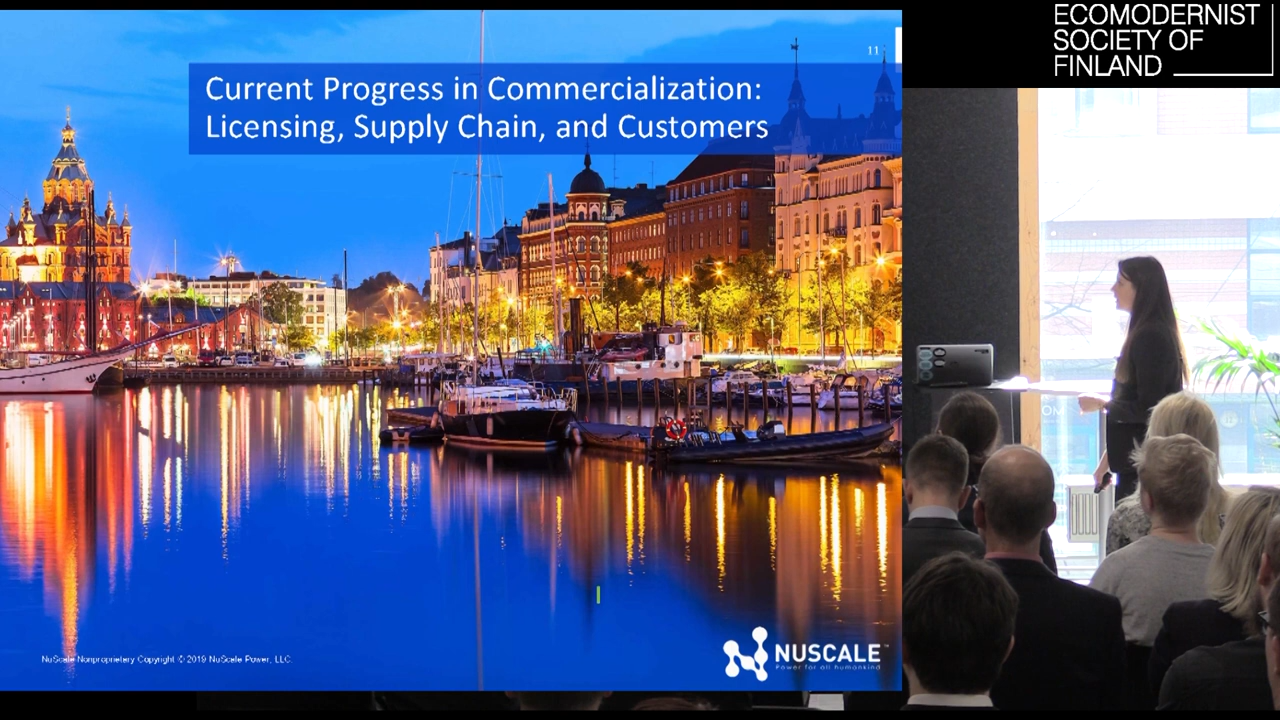 11
Current Progress in Commercialization:
Licensing, Supply Chain, and Customers
NuScale Nonproprietary Copyright © 2019 NuScale Power, LLC.
NUSCALE™
Power for all humankind
ECOMODERNIST
SOCIETY OF
FINLAND